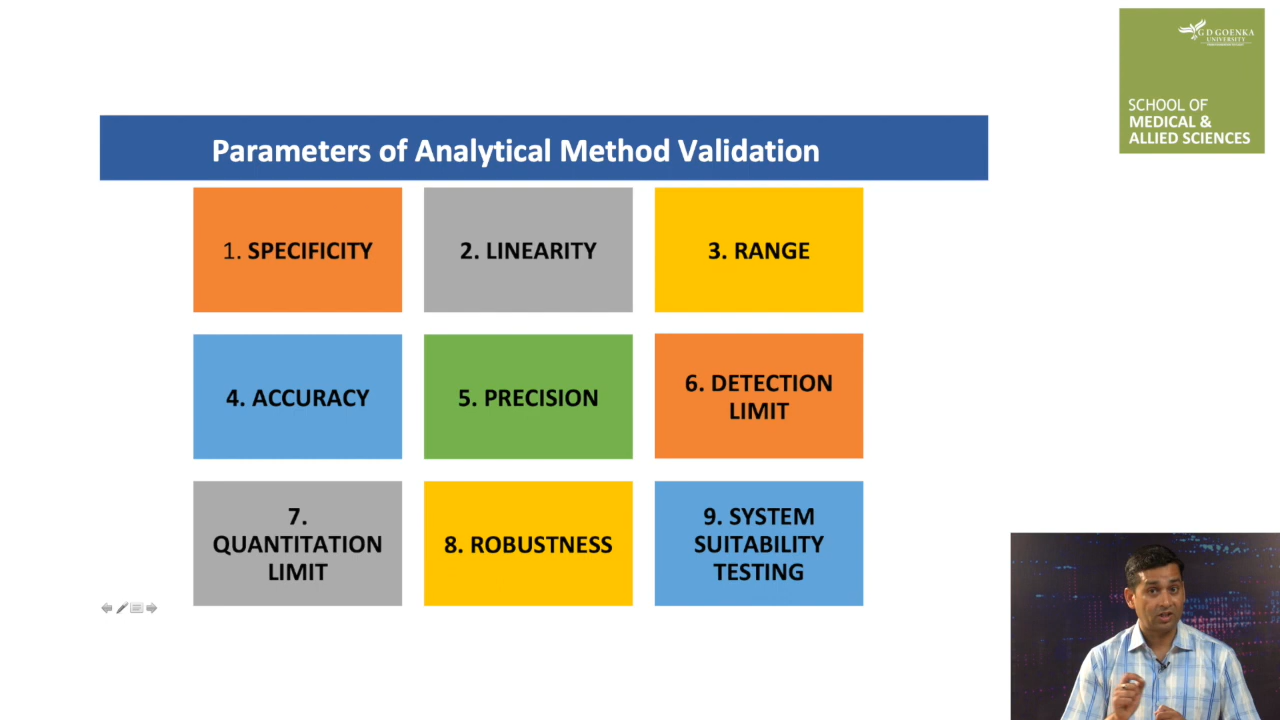 G D GOENKA
UNIVERSITY
SCHOOL OF
MEDICAL &
ALLIED SCIENCES
Parameters of Analytical Method Validation
1. SPECIFICITY
2. LINEARITY
3. RANGE
4. ACCURACY
5. PRECISION
6. DETECTION
LIMIT
7.
QUANTITATION
LIMIT
8. ROBUSTNESS
9. SYSTEM
SUITABILITY
TESTING